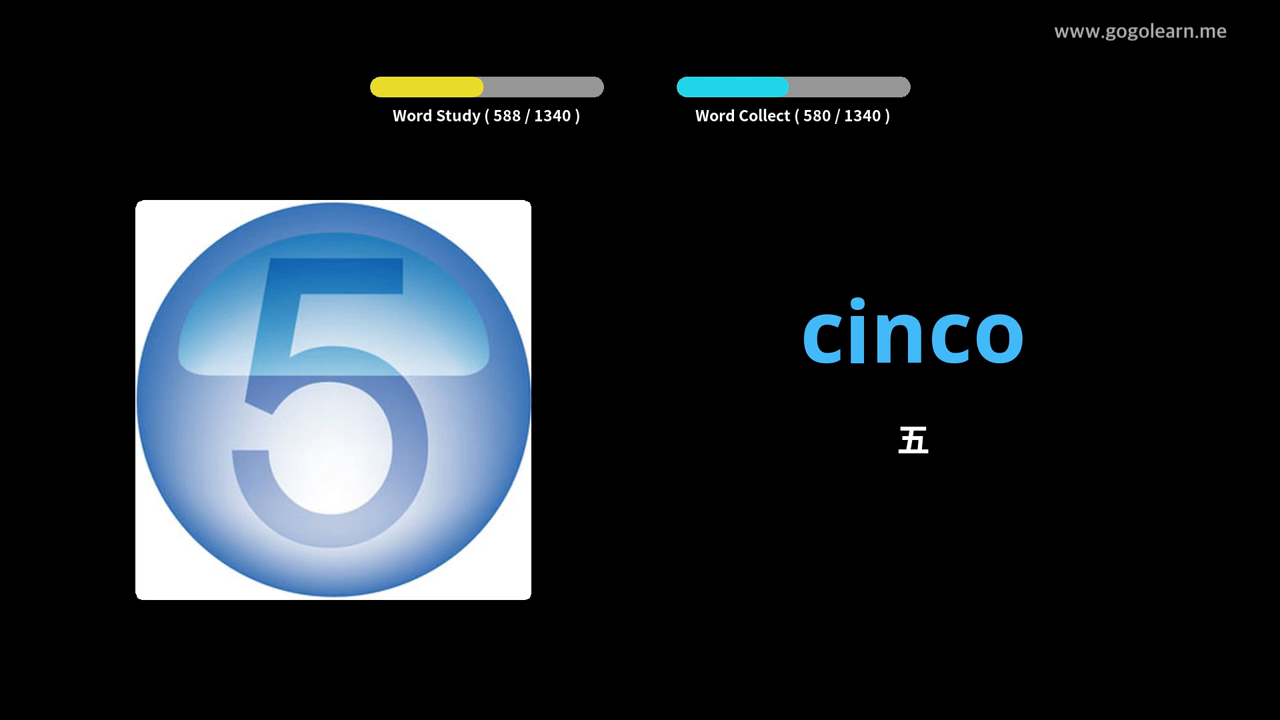 www.gogolearn.me
Word Study ( 588 / 1340 )
Word Collect ( 580 / 1340 )
5
cinco
五